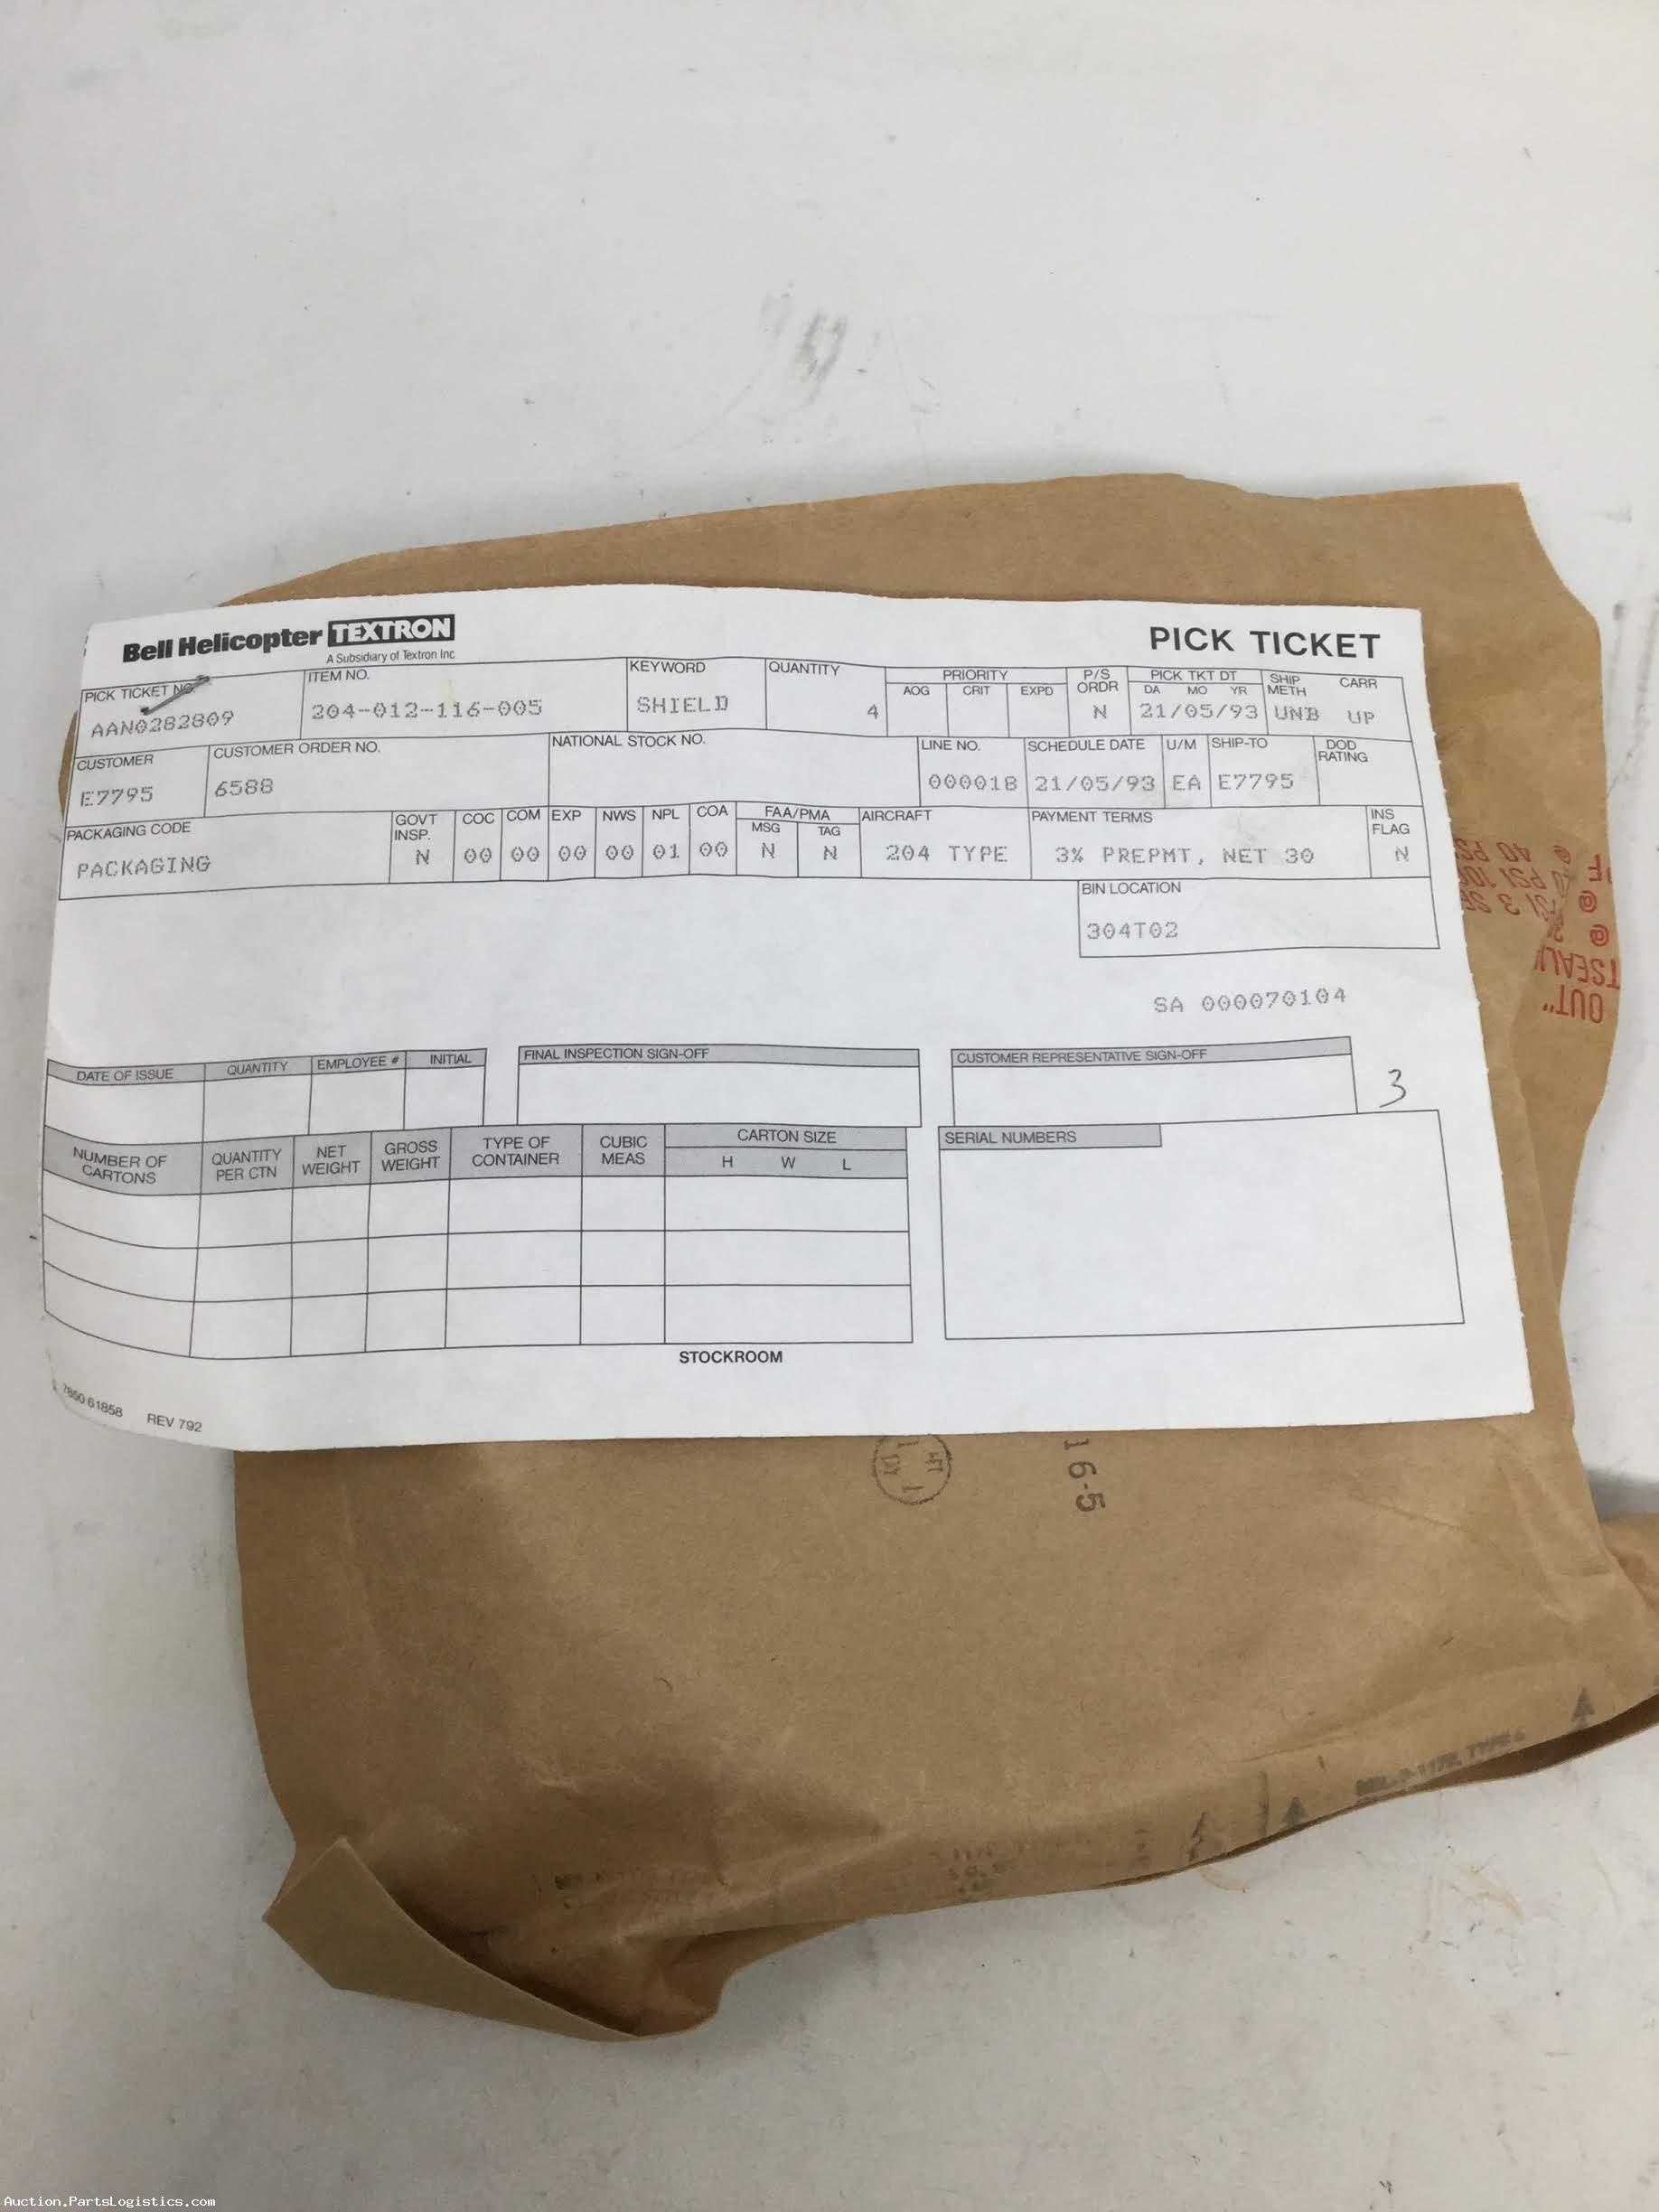 Bell Helicopter TEXTRON
A Subsidiary of Textron Inc
PICK TICKET
PICK TICKET NO. ITEM NO. KEYWORD QUANTITY PRIORITY P/S ORDR PICK TKT DT SHIP METH CARR
AOG CRIT EXPD DA MO YR
AAN0282809 204-012-116-005 SHIELD 4 N 21/05/93 UNB UP
CUSTOMER CUSTOMER ORDER NO. NATIONAL STOCK NO. LINE NO. SCHEDULE DATE U/M SHIP-TO DOD RATING
E7795 6588 000018 21/05/93 EA E7795
PACKAGING CODE GOVT INSP. COC COM EXP NWS NPL COA FAA/PMA AIRCRAFT PAYMENT TERMS INS FLAG
MSG TAG
PACKAGING N 00 00 00 00 01 00 N N 204 TYPE 3% PREPMT, NET 30 N
BIN LOCATION
304T02
SA 000070104
DATE OF ISSUE QUANTITY EMPLOYEE # INITIAL FINAL INSPECTION SIGN-OFF CUSTOMER REPRESENTATIVE SIGN-OFF
3
NUMBER OF CARTONS QUANTITY PER CTN NET WEIGHT GROSS WEIGHT TYPE OF CONTAINER CUBIC MEAS CARTON SIZE SERIAL NUMBERS
H W L
STOCKROOM
7850 61858 REV 792
16-5
OUT"
Auction.PartsLogistics.com